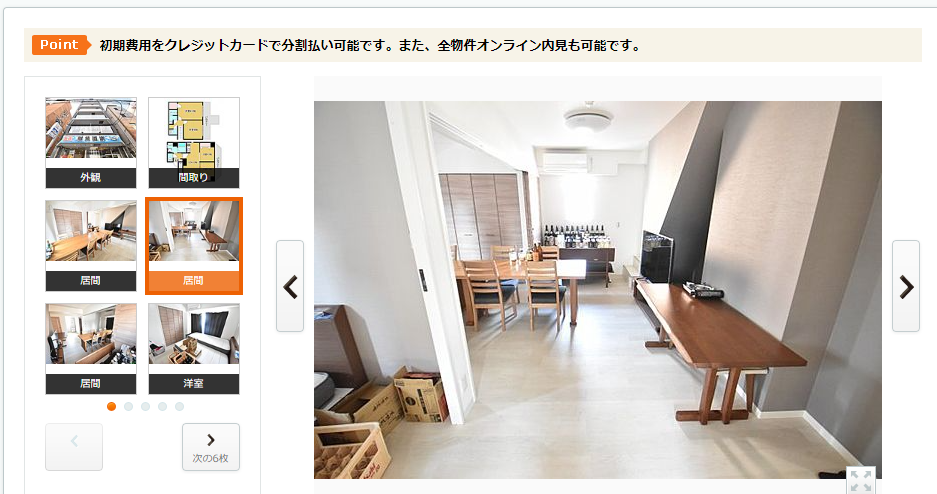 Point 初期費用をクレジットカードで分割払い可能です。また、全物件オンライン内見も可能です。
外観
間取り
居間
居間
居間
洋室
次の6枚